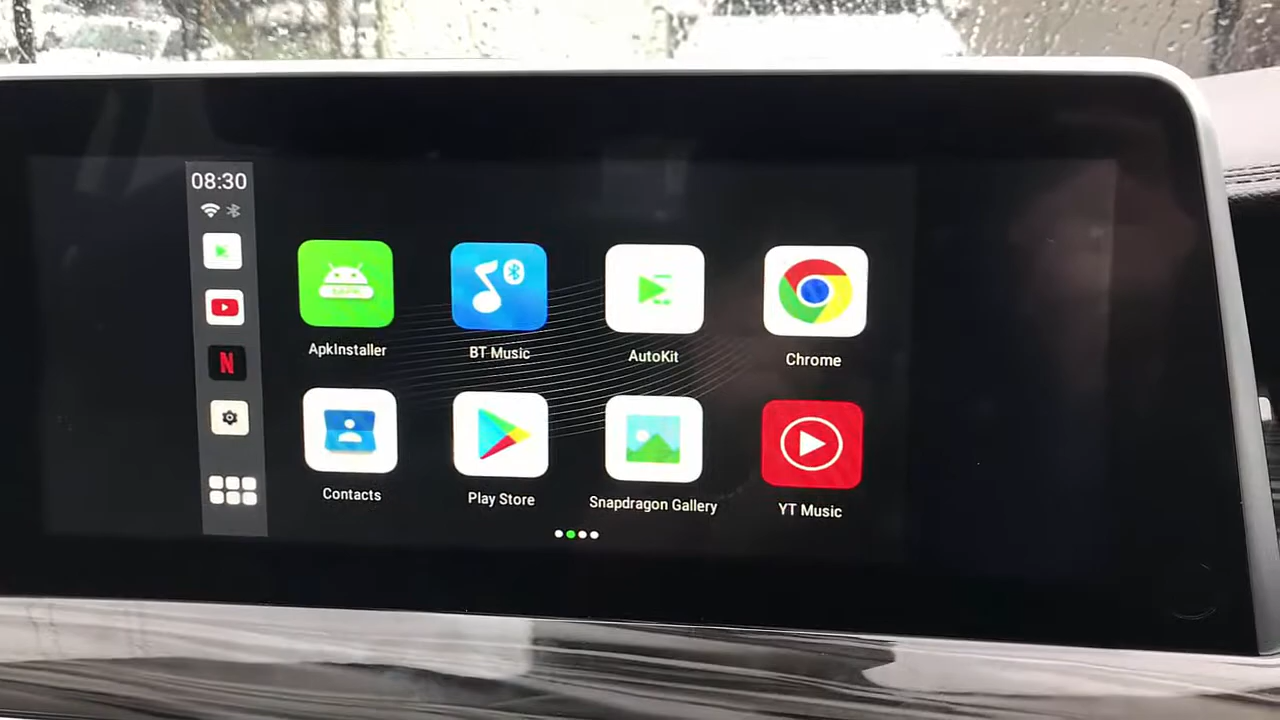 08:30
N
ApkInstaller
BT Music
AutoKit
Chrome
Contacts
Play Store
Snapdragon Gallery
YT Music